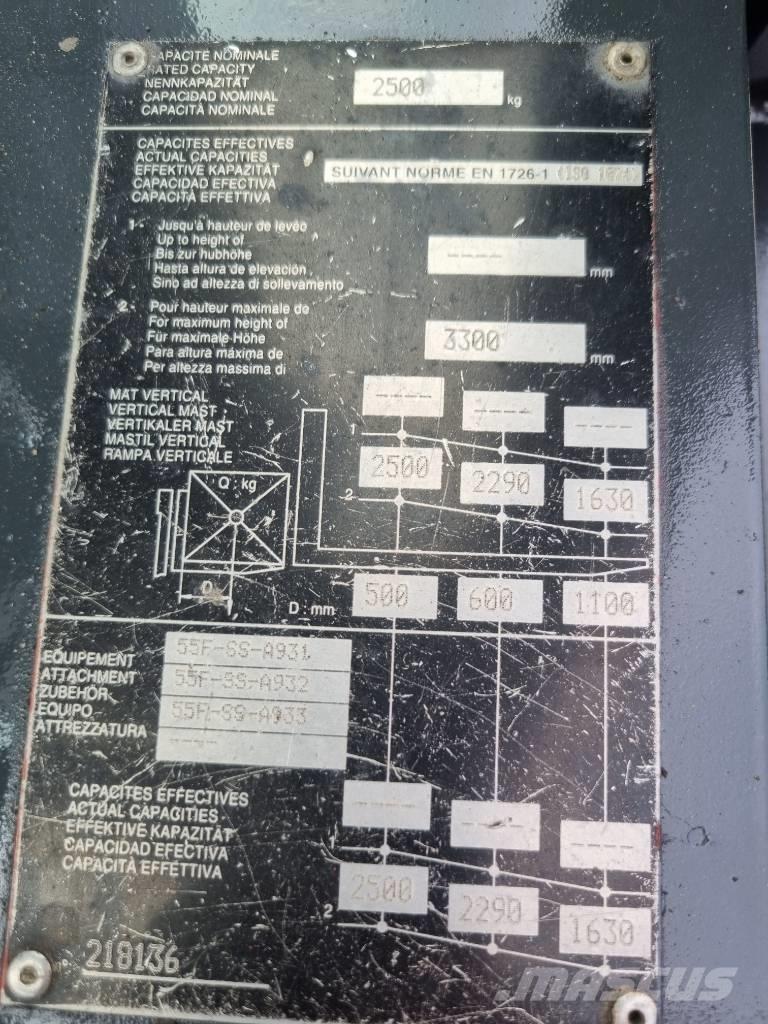 CAPACITE NOMINALE
RATED CAPACITY
NENNKAPAZITÄT
CAPACIDAD NOMINAL
CAPACITÀ NOMINALE
2500 kg
CAPACITES EFFECTIVES
ACTUAL CAPACITIES
EFFEKTIVE KAPAZITÄT
CAPACIDAD EFECTIVA
CAPACITÀ EFFETTIVA
SUIVANT NORME EN 1726-1
1 - Jusqu'à hauteur de levée
Up to height of
Bis zur hubhöhe
Hasta altura de elevación
Sino ad altezza di sollevamento
---- mm
2 - Pour hauteur maximale de
For maximum height of
Für maximale Höhe
Para altura máxima de
Per altezza massima di
3300 mm
MAT VERTICAL
VERTICAL MAST
VERTIKALER MAST
MASTIL VERTICAL
RAMPA VERTICALE
---- ---- ----
1
2500 2290 1630
2
Q : kg
D
D : mm
500 600 1100
EQUIPEMENT
ATTACHMENT
ZUBEHÖR
EQUIPO
ATTREZZATURA
55F-SS-A931
55F-SS-A932
55F-SS-A933
----
CAPACITES EFFECTIVES
ACTUAL CAPACITIES
EFFEKTIVE KAPAZITÄT
CAPACIDAD EFECTIVA
CAPACITÀ EFFETTIVA
---- ---- ----
2500 2290 1630
2
218136
MASCUS